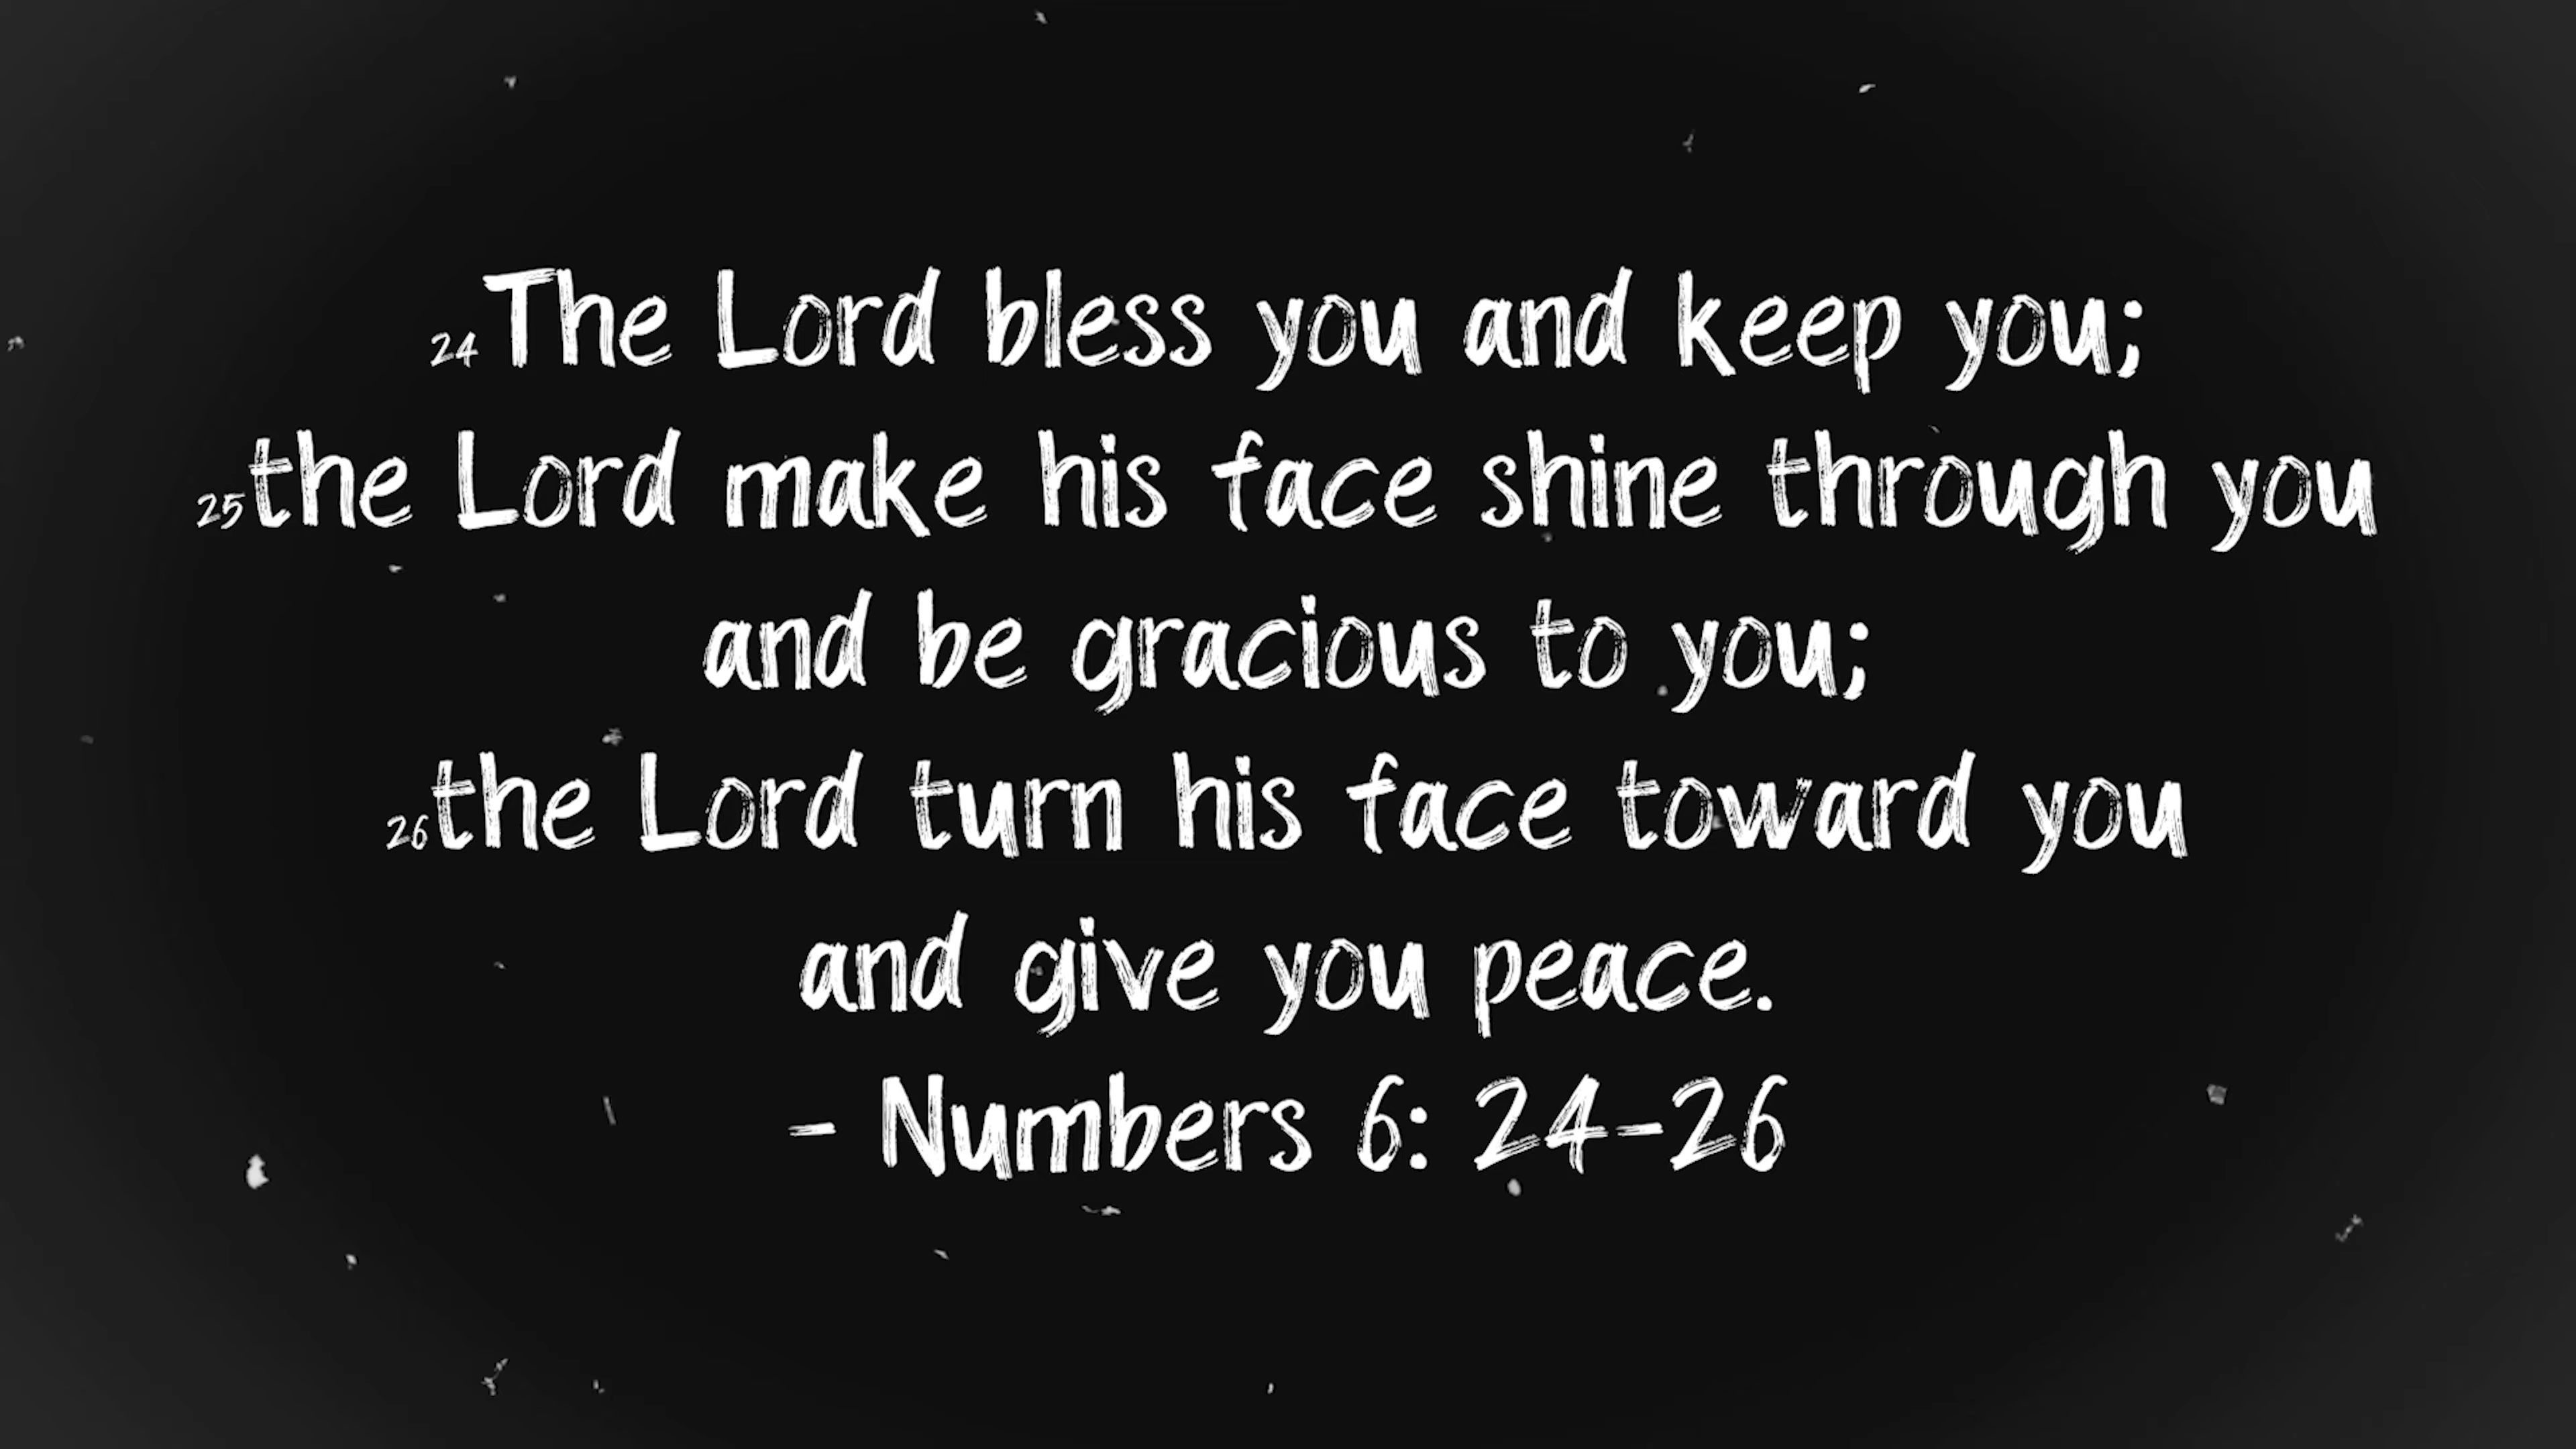 24The Lord bless you and keep you;
25the Lord make his face shine through you
and be gracious to you;
26the Lord turn his face toward you
and give you peace.
- Numbers 6: 24-26